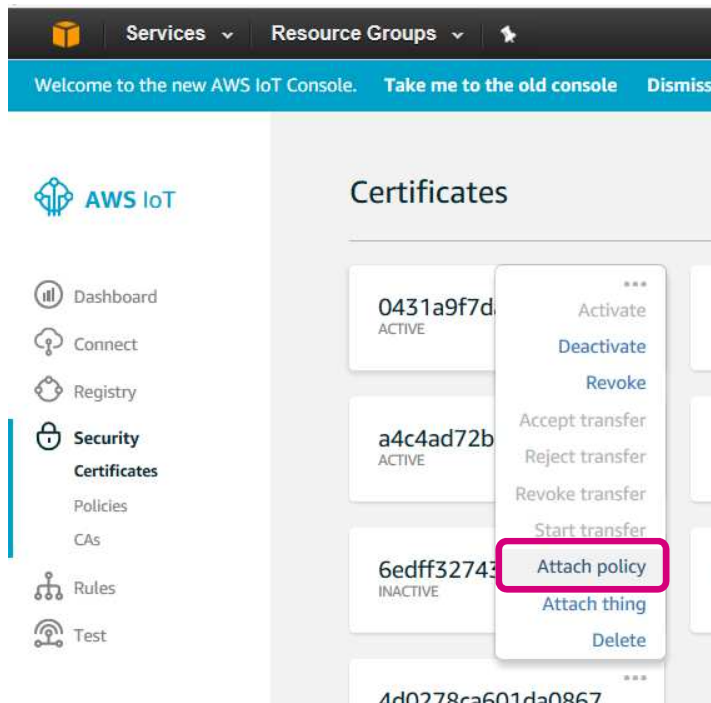 Services Resource Groups
Welcome to the new AWS IoT Console. Take me to the old console Dismiss
AWS IoT
Dashboard
Connect
Registry
Security
Certificates
Policies
CAs
Rules
Test
Certificates
0431a9f7d
ACTIVE
a4c4ad72b
ACTIVE
6edff32743
INACTIVE
4d0278ca601da0867
Activate
Deactivate
Revoke
Accept transfer
Reject transfer
Revoke transfer
Start transfer
Attach policy
Attach thing
Delete